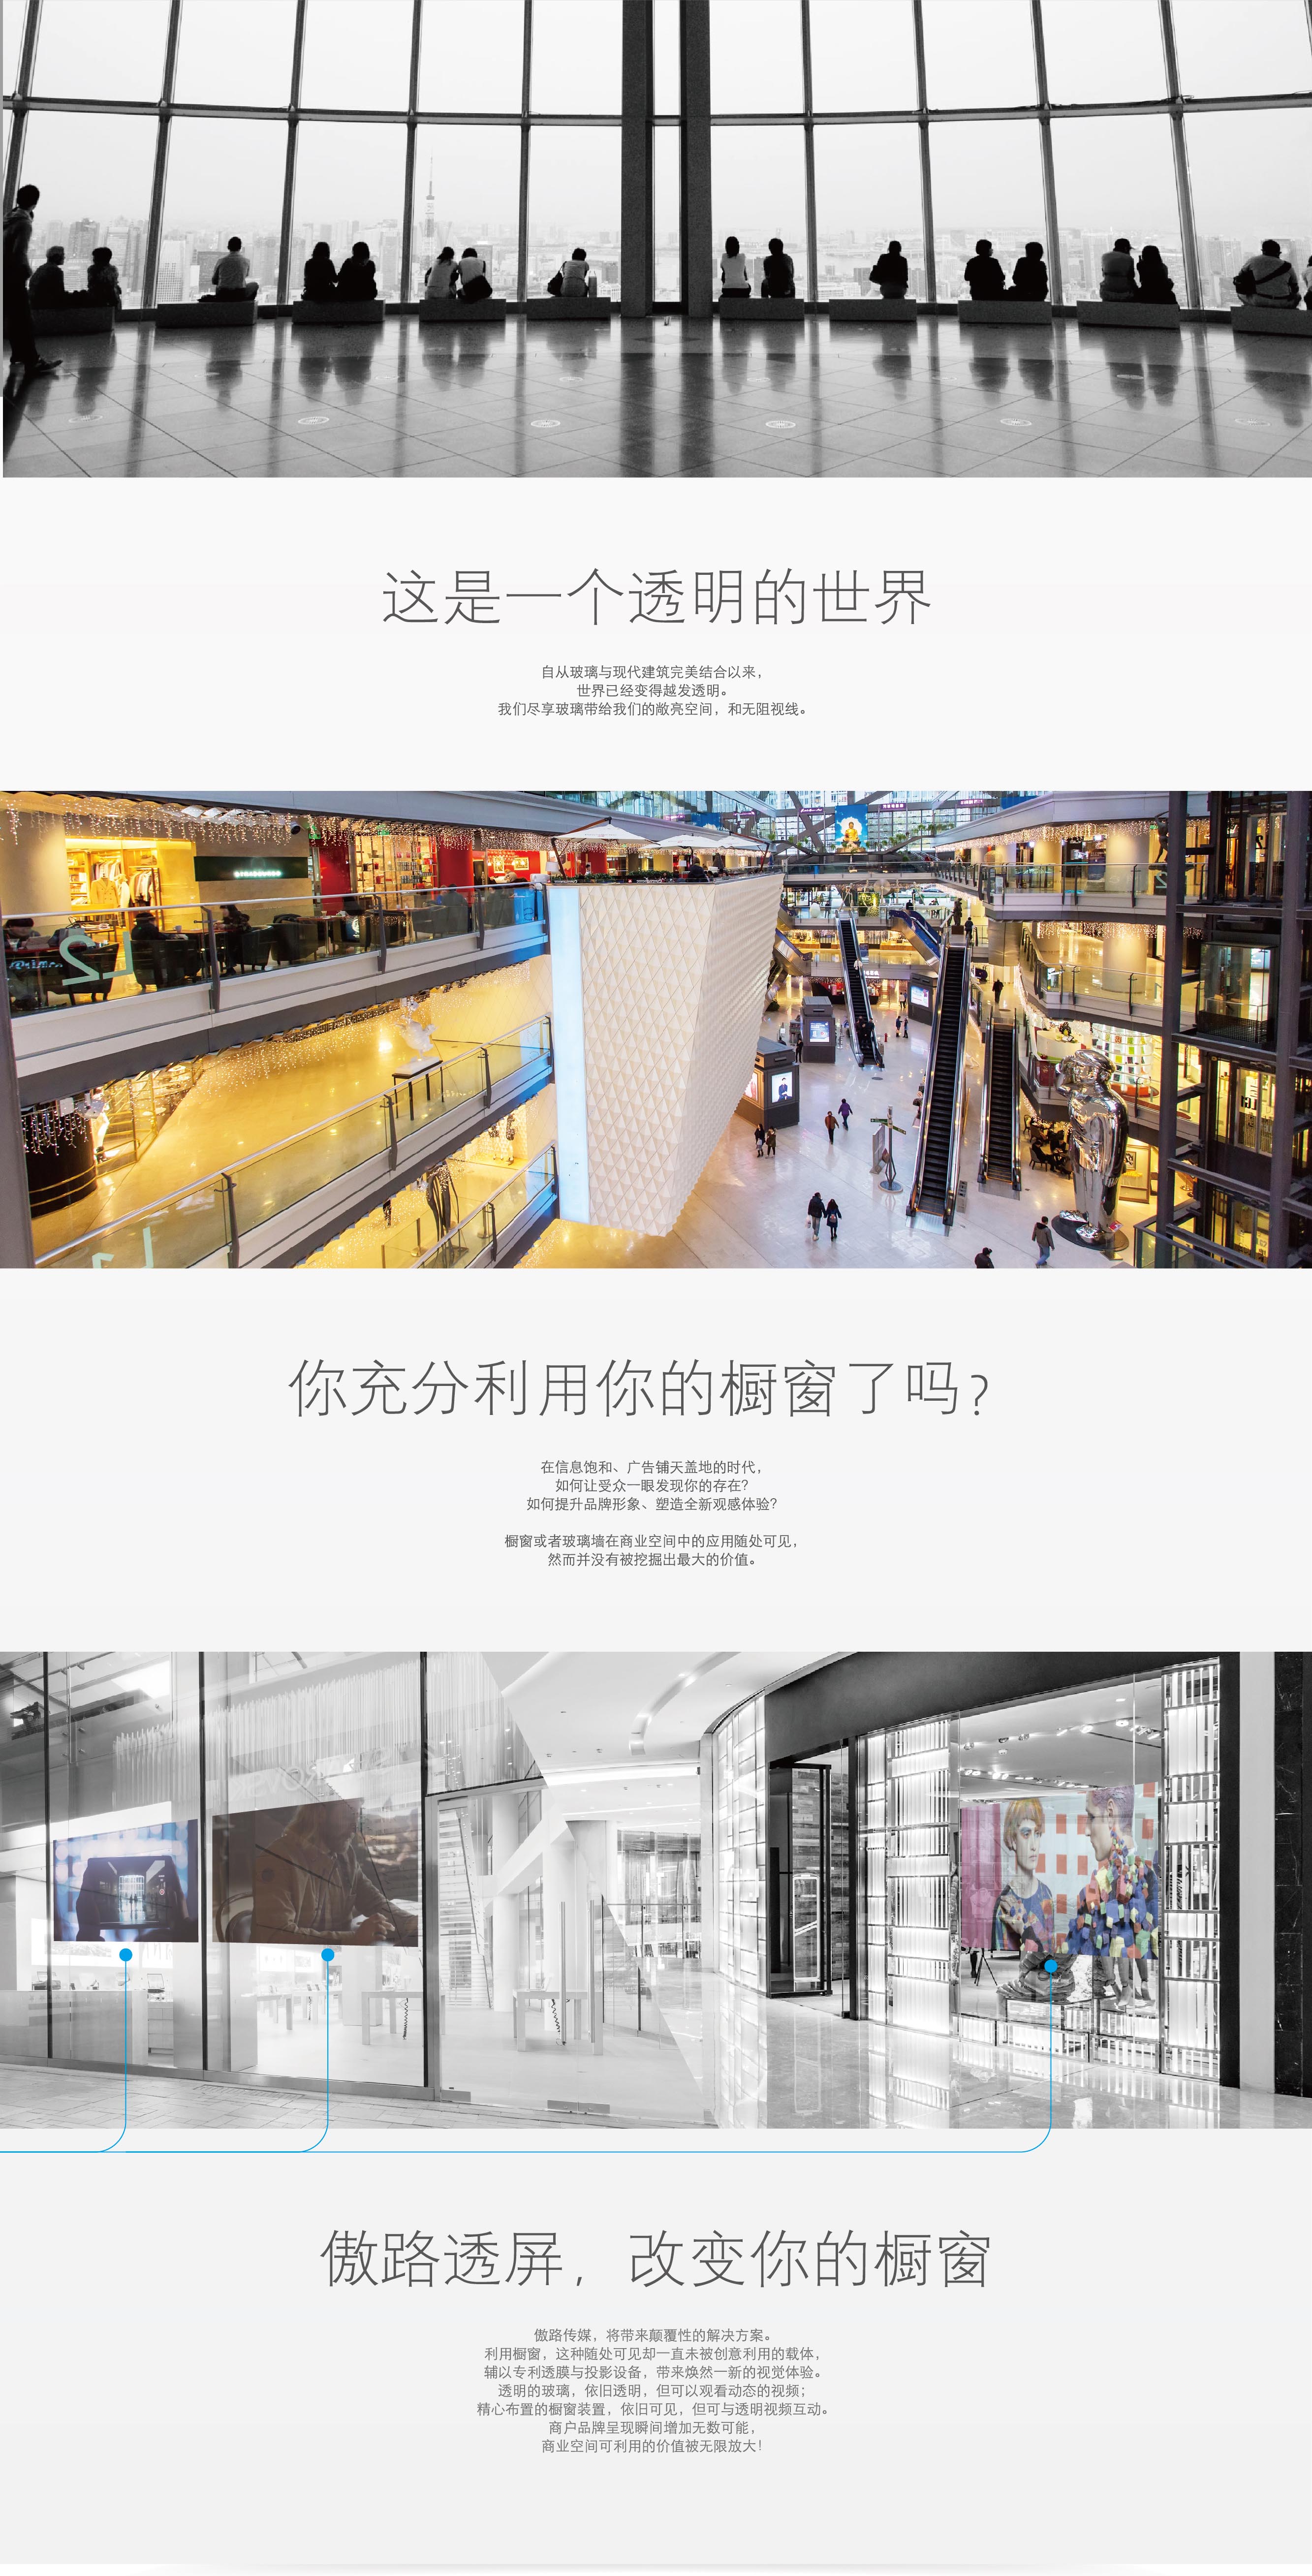 这是一个透明的世界
自从玻璃与现代建筑完美结合以来，
世界已经变得越发透明。
我们尽享玻璃带给我们的敞亮空间，和无阻视线。
L2
你充分利用你的橱窗了吗？
在信息饱和、广告铺天盖地的时代，
如何让受众一眼发现你的存在？
如何提升品牌形象、塑造全新观感体验？
橱窗或者玻璃墙在商业空间中的应用随处可见，
然而并没有被挖掘出最大的价值。
傲路透屏，改变你的橱窗
傲路传媒，将带来颠覆性的解决方案。
利用橱窗，这种随处可见却一直未被创意利用的载体，
辅以专利透膜与投影设备，带来焕然一新的视觉体验。
透明的玻璃，依旧透明，但可以观看动态的视频；
精心布置的橱窗装置，依旧可见，但可与透明视频互动。
商户品牌呈现瞬间增加无数可能，
商业空间可利用的价值被无限放大！